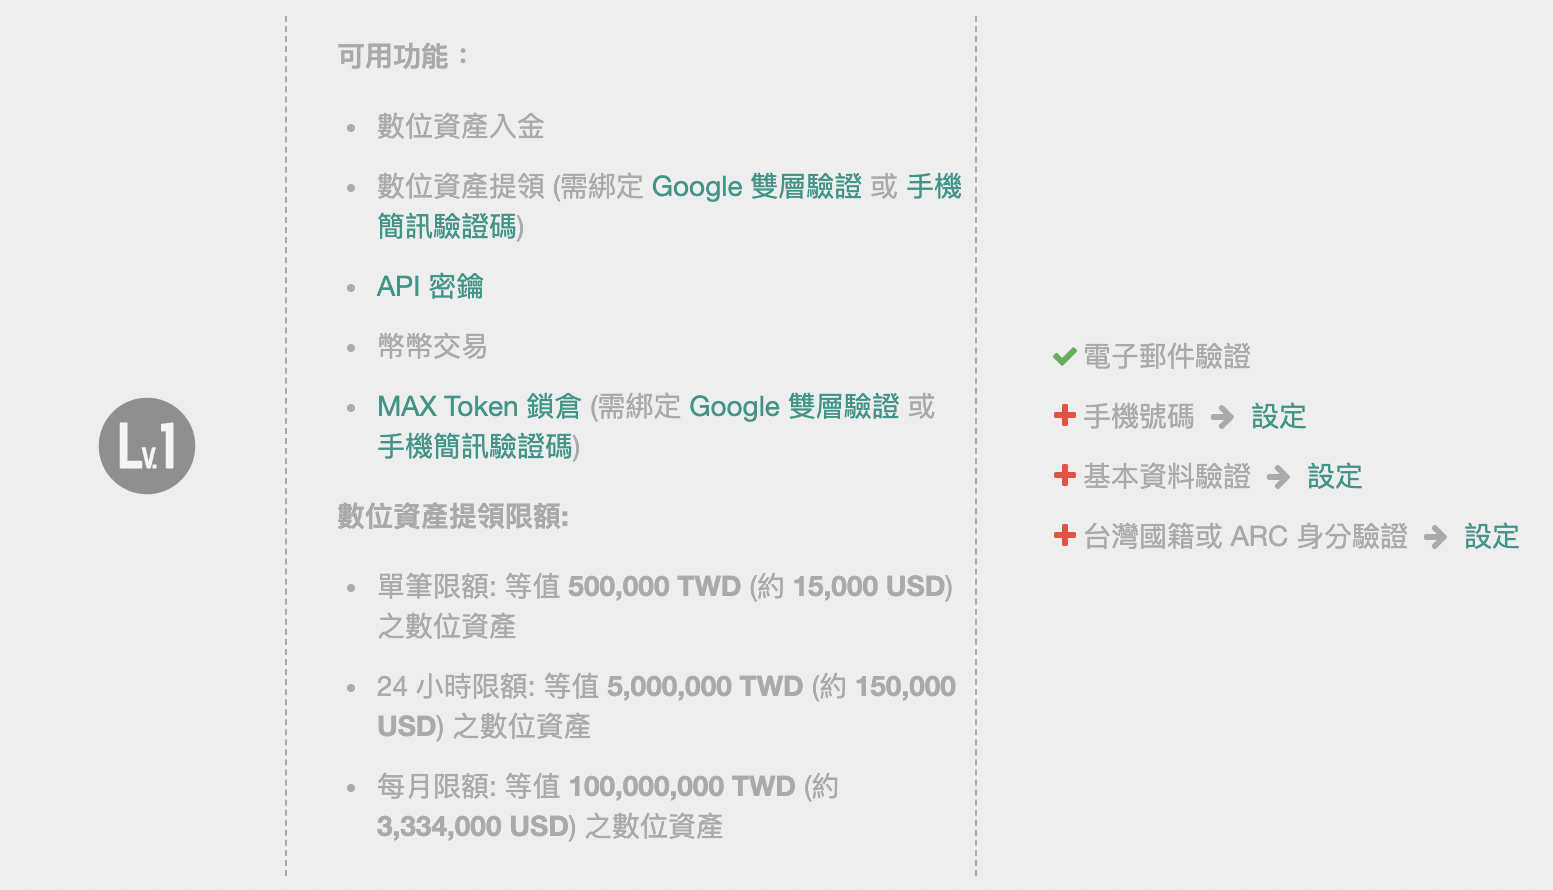 Lv.1
可用功能：
數位資產入金
數位資產提領 (需綁定 Google 雙層驗證 或 手機
簡訊驗證碼)
API 密鑰
幣幣交易
MAX Token 鎖倉 (需綁定 Google 雙層驗證 或
手機簡訊驗證碼)
數位資產提領限額:
單筆限額: 等值 500,000 TWD (約 15,000 USD)
之數位資產
24 小時限額: 等值 5,000,000 TWD (約 150,000
USD) 之數位資產
每月限額: 等值 100,000,000 TWD (約
3,334,000 USD) 之數位資產
電子郵件驗證
手機號碼 → 設定
基本資料驗證 → 設定
台灣國籍或 ARC 身分驗證 → 設定